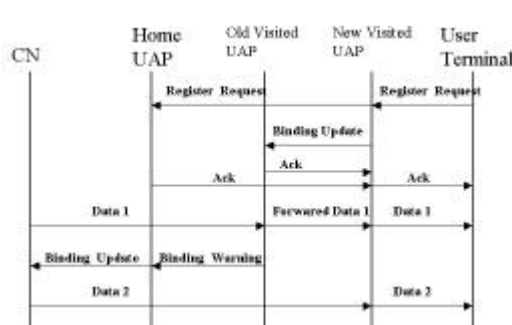 CN
Home
UAP
Old Visited
UAP
New Visited
UAP
User
Terminal
Register Request
Register Request
Binding Update
Ack
Ack
Ack
Data 1
Forwared Data 1
Data 1
Binding Update
Binding Warning
Data 2
Data 2